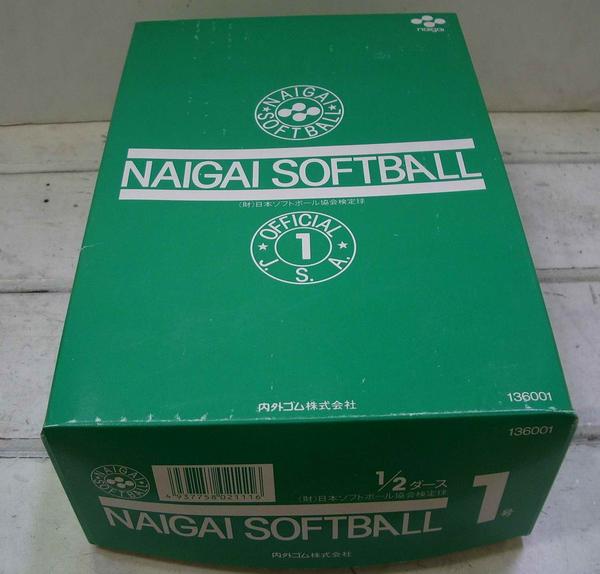 naigai
★NAIGAI★
SOFTBALL
NAIGAI SOFTBALL
(財)日本ソフトボール協会検定球
OFFICIAL
★ 1 ★
J. S. A.
内外ゴム株式会社
136001
136001
★NAIGAI★
SOFTBALL
4 937758 021116
1/2ダース
(財)日本ソフトボール協会検定球
NAIGAI SOFTBALL 1号
内外ゴム株式会社